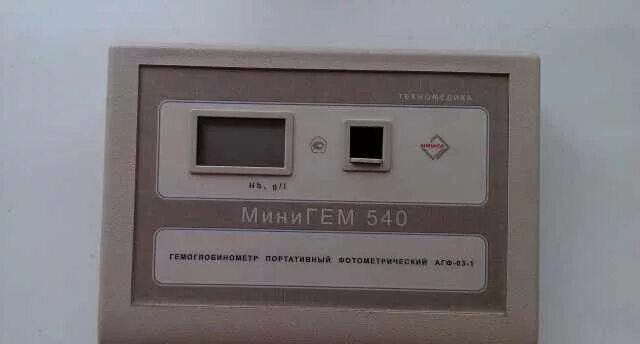 ТЕХНОМЕДИКА
Hb, g/l
МиниГЕМ 540
ГЕМОГЛОБИНОМЕТР ПОРТАТИВНЫЙ ФОТОМЕТРИЧЕСКИЙ АГФ-03-1